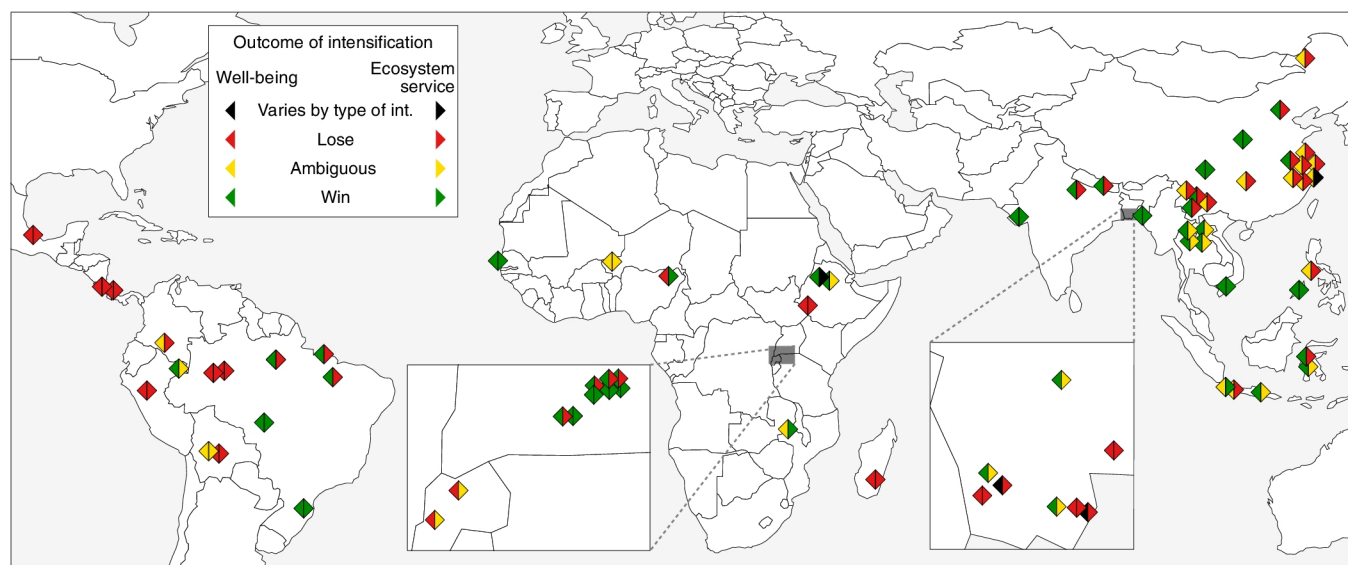 Outcome of intensification
Well-being
Ecosystem
service
Varies by type of int.
Lose
Ambiguous
Win